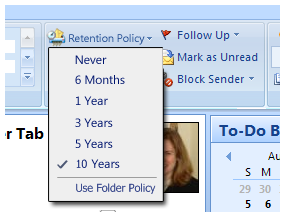 Retention Policy
Follow Up
Mark as Unread
Block Sender
Never
6 Months
1 Year
3 Years
5 Years
10 Years
Use Folder Policy
er Tab
To-Do B
Au
S M
29 30
5 6